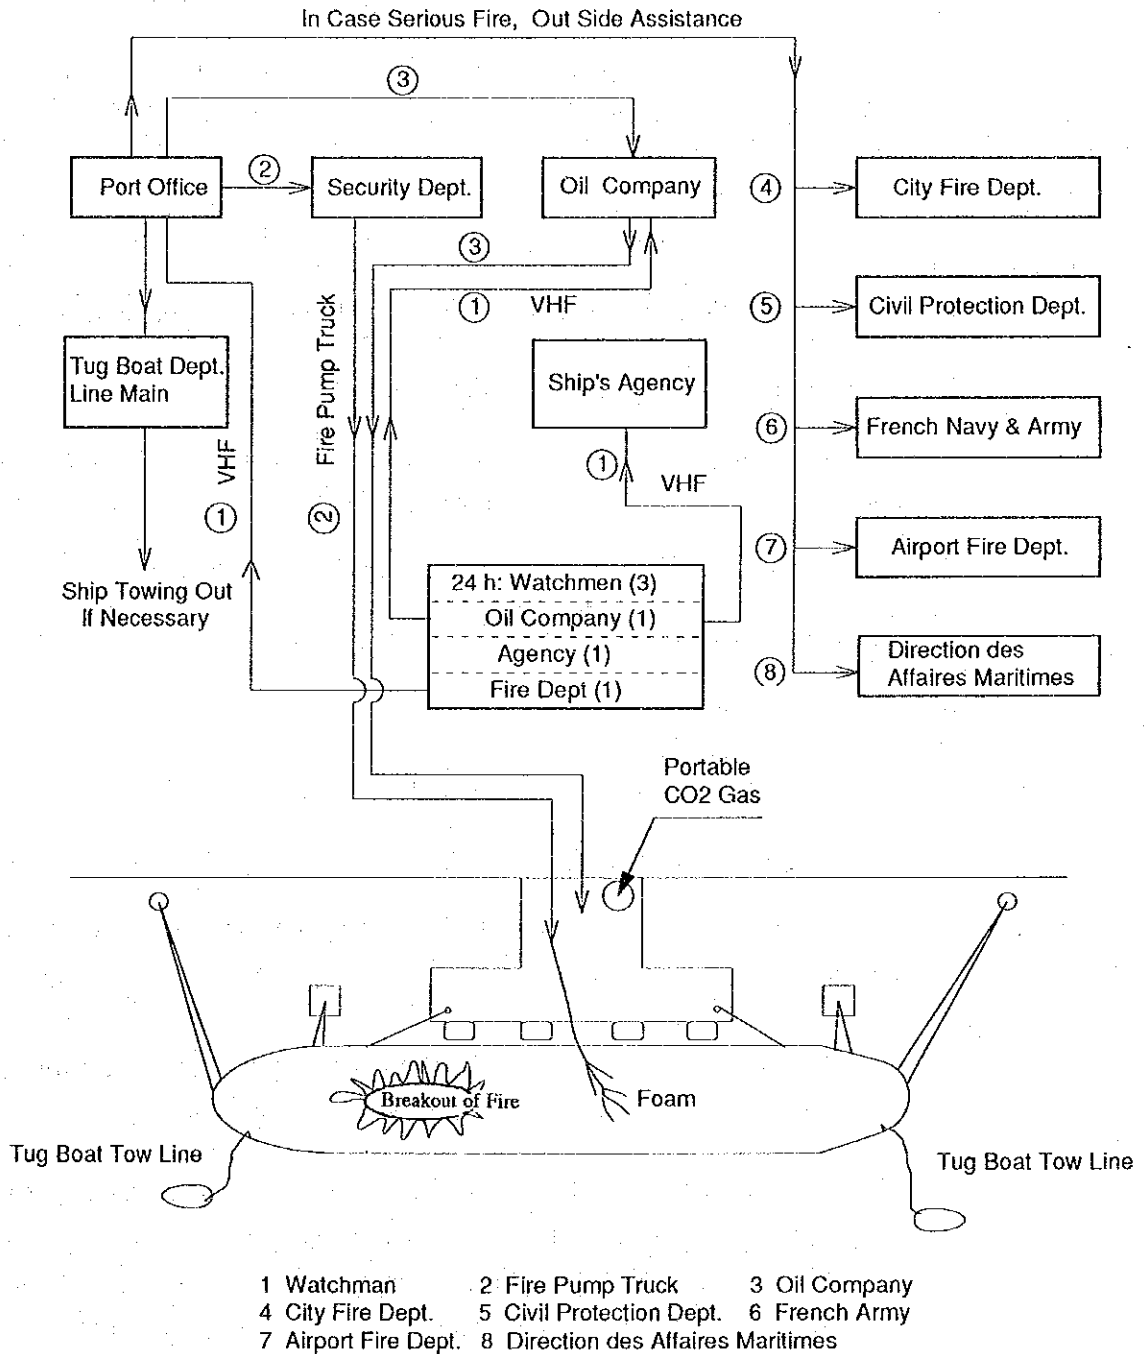 In Case Serious Fire, Out Side Assistance
3
Port Office
2
Security Dept.
Oil Company
4
City Fire Dept.
3
1
VHF
5
Civil Protection Dept.
Tug Boat Dept.
Line Main
Fire Pump Truck
2
Ship's Agency
6
French Navy & Army
VHF
1
1
VHF
7
Airport Fire Dept.
Ship Towing Out
If Necessary
24 h: Watchmen (3)
Oil Company (1)
Agency (1)
Fire Dept (1)
8
Direction des
Affaires Maritimes
Portable
CO2 Gas
Breakout of Fire
Foam
Tug Boat Tow Line
Tug Boat Tow Line
1 Watchman 2 Fire Pump Truck 3 Oil Company
4 City Fire Dept. 5 Civil Protection Dept. 6 French Army
7 Airport Fire Dept. 8 Direction des Affaires Maritimes